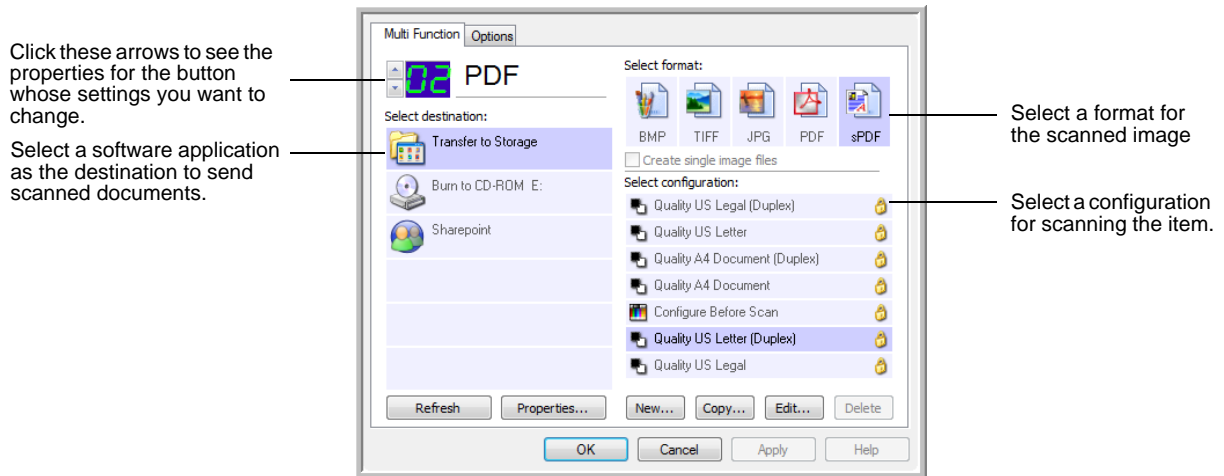 Click these arrows to see the
properties for the button
whose settings you want to
change.
Select a software application
as the destination to send
scanned documents.
Multi Function
Options
02 PDF
Select destination:
Transfer to Storage
Burn to CD-ROM E:
Sharepoint
Refresh
Properties...
Select format:
BMP
TIFF
JPG
PDF
sPDF
Create single image files
Select configuration:
Quality US Legal (Duplex)
Quality US Letter
Quality A4 Document (Duplex)
Quality A4 Document
Configure Before Scan
Quality US Letter (Duplex)
Quality US Legal
New...
Copy...
Edit...
Delete
OK
Cancel
Apply
Help
Select a format for
the scanned image
Select a configuration
for scanning the item.